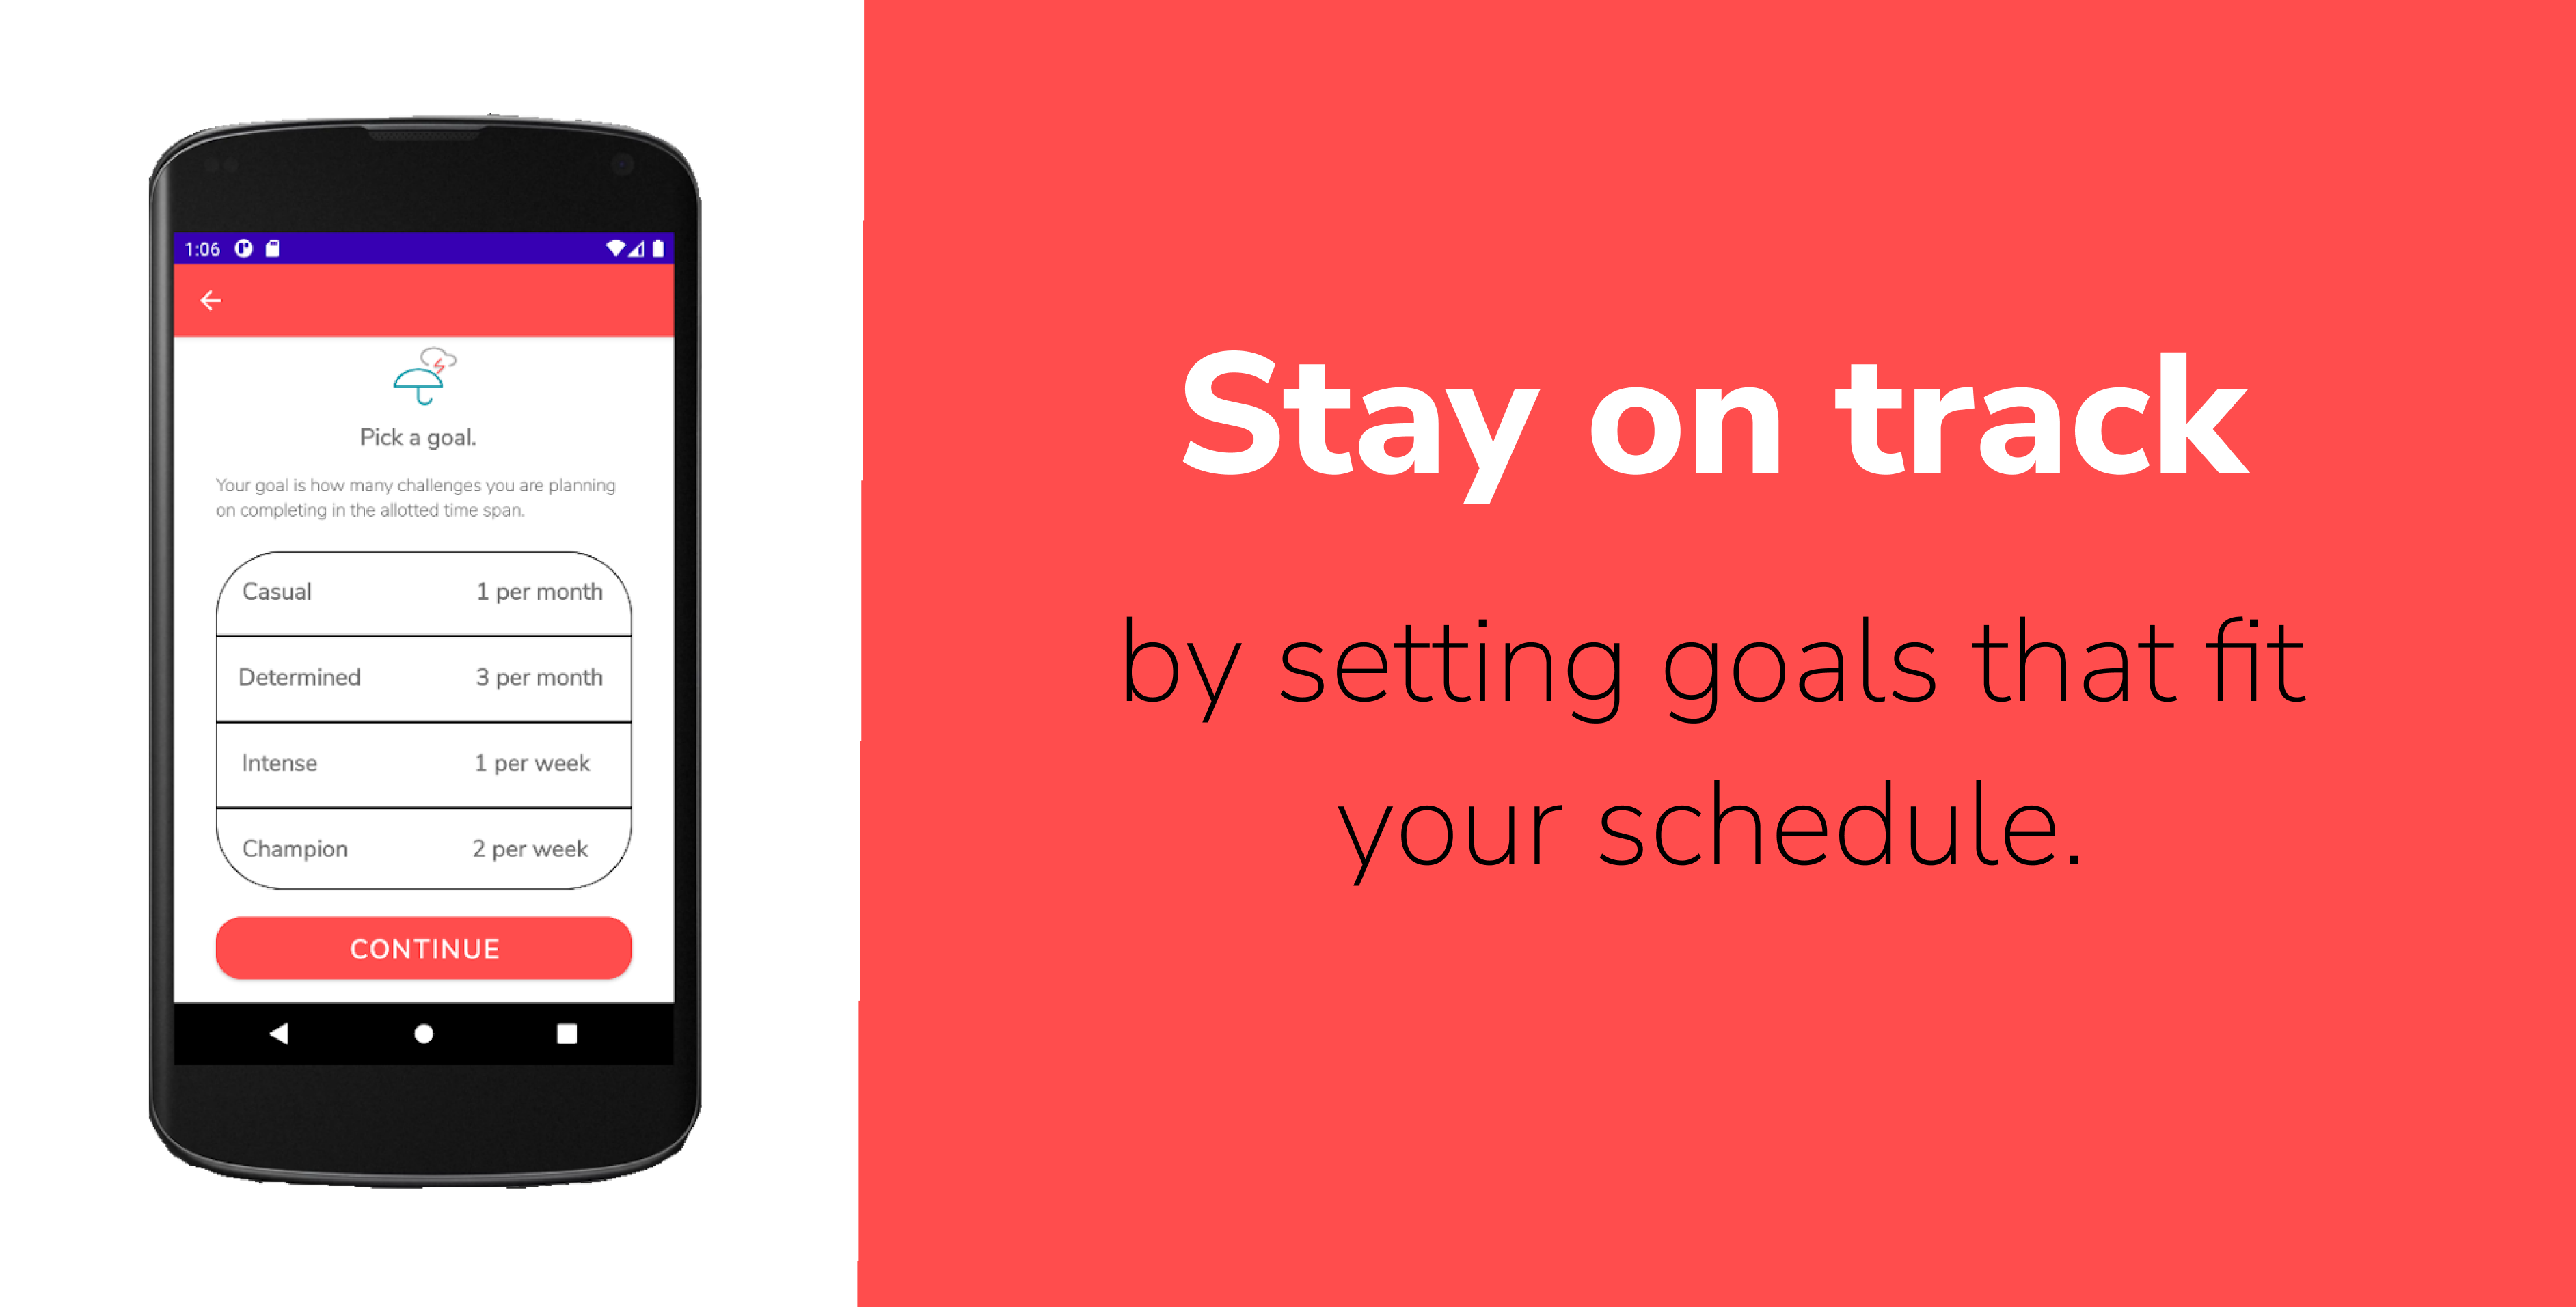 1:06
Pick a goal.
Your goal is how many challenges you are planning
on completing in the allotted time span.
Casual 1 per month
Determined 3 per month
Intense 1 per week
Champion 2 per week
CONTINUE
Stay on track
by setting goals that fit
your schedule.